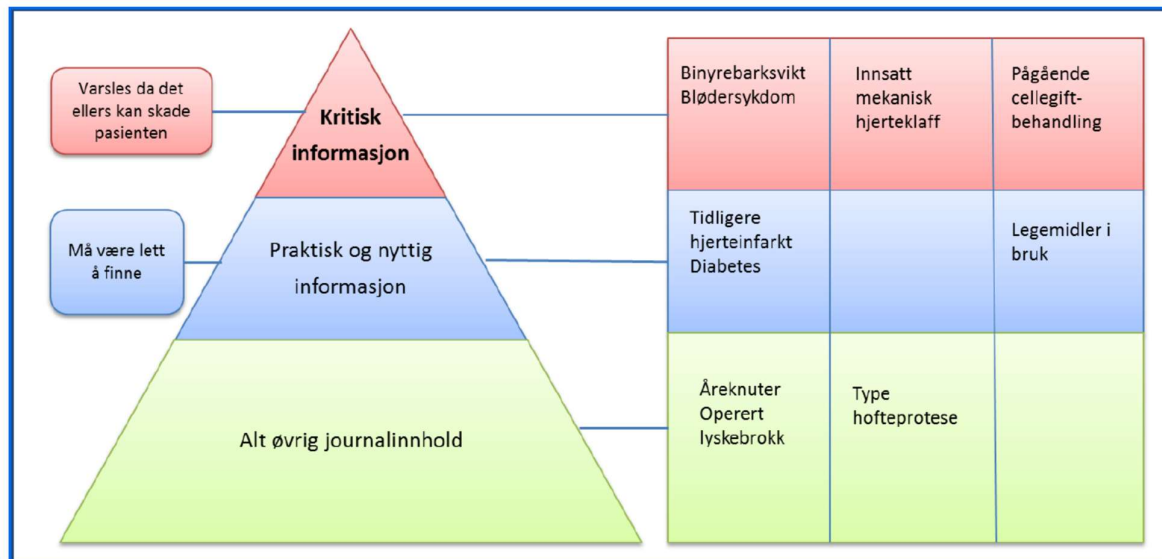 Varsles da det
ellers kan skade
pasienten
Kritisk
informasjon
Binyrebarksvikt
Blødersykdom
Innsatt
mekanisk
hjerteklaff
Pågående
cellegift-
behandling
Må være lett
å finne
Praktisk og nyttig
informasjon
Tidligere
hjerteinfarkt
Diabetes
Legemidler i
bruk
Alt øvrig journalinnhold
Åreknuter
Operert
lyskebrokk
Type
hofteprotese